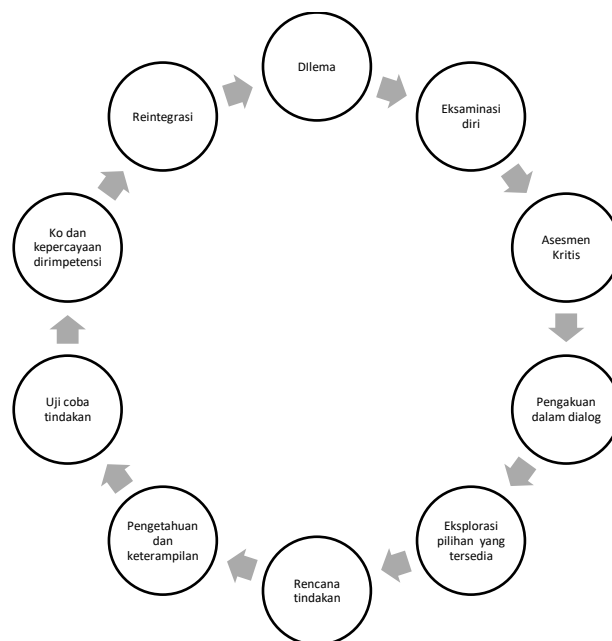 DIlema
Eksaminasi
diri
Asesmen
Kritis
Pengakuan
dalam dialog
Eksplorasi
pilihan yang
tersedia
Rencana
tindakan
Pengetahuan
dan
keterampilan
Uji coba
tindakan
Ko dan
kepercayaan
dirimpetensi
Reintegrasi